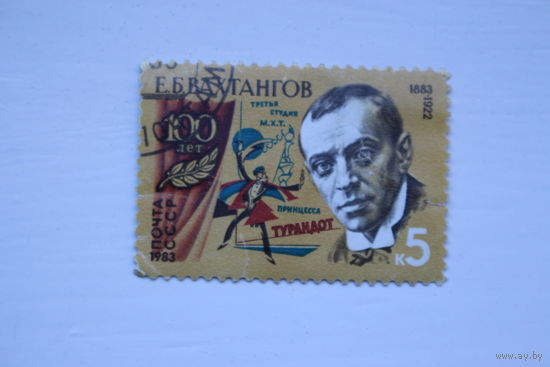 Е.Б.ВАХТАНГОВ
1883-1922
ТРЕТЬЯ
СТУДИЯ
М.Х.Т.
100
ЛЕТ
ПРИНЦЕССА
ТУРАНДОТ
ПОЧТА
СССР
1983
К5
www.ay.by